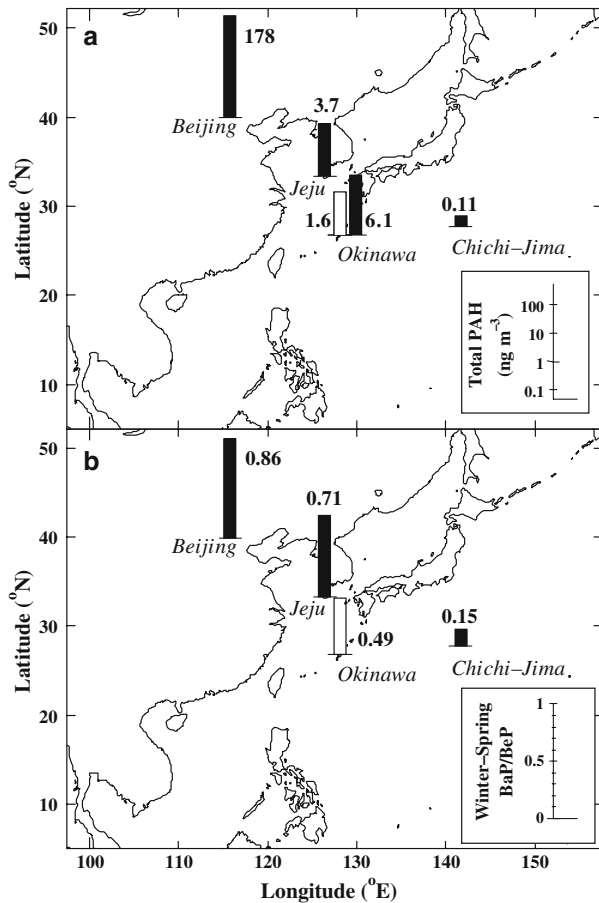 a
50
40
30
20
10
Latitude (°N)
178
Beijing
3.7
Jeju
1.6
6.1
Okinawa
0.11
Chichi–Jima
Total PAH
(ng m⁻³)
100
10
1
0.1
b
50
40
30
20
10
Latitude (°N)
0.86
Beijing
0.71
Jeju
0.49
Okinawa
0.15
Chichi–Jima
Winter–Spring
BaP/BeP
1
0.5
0
100 110 120 130 140 150
Longitude (°E)